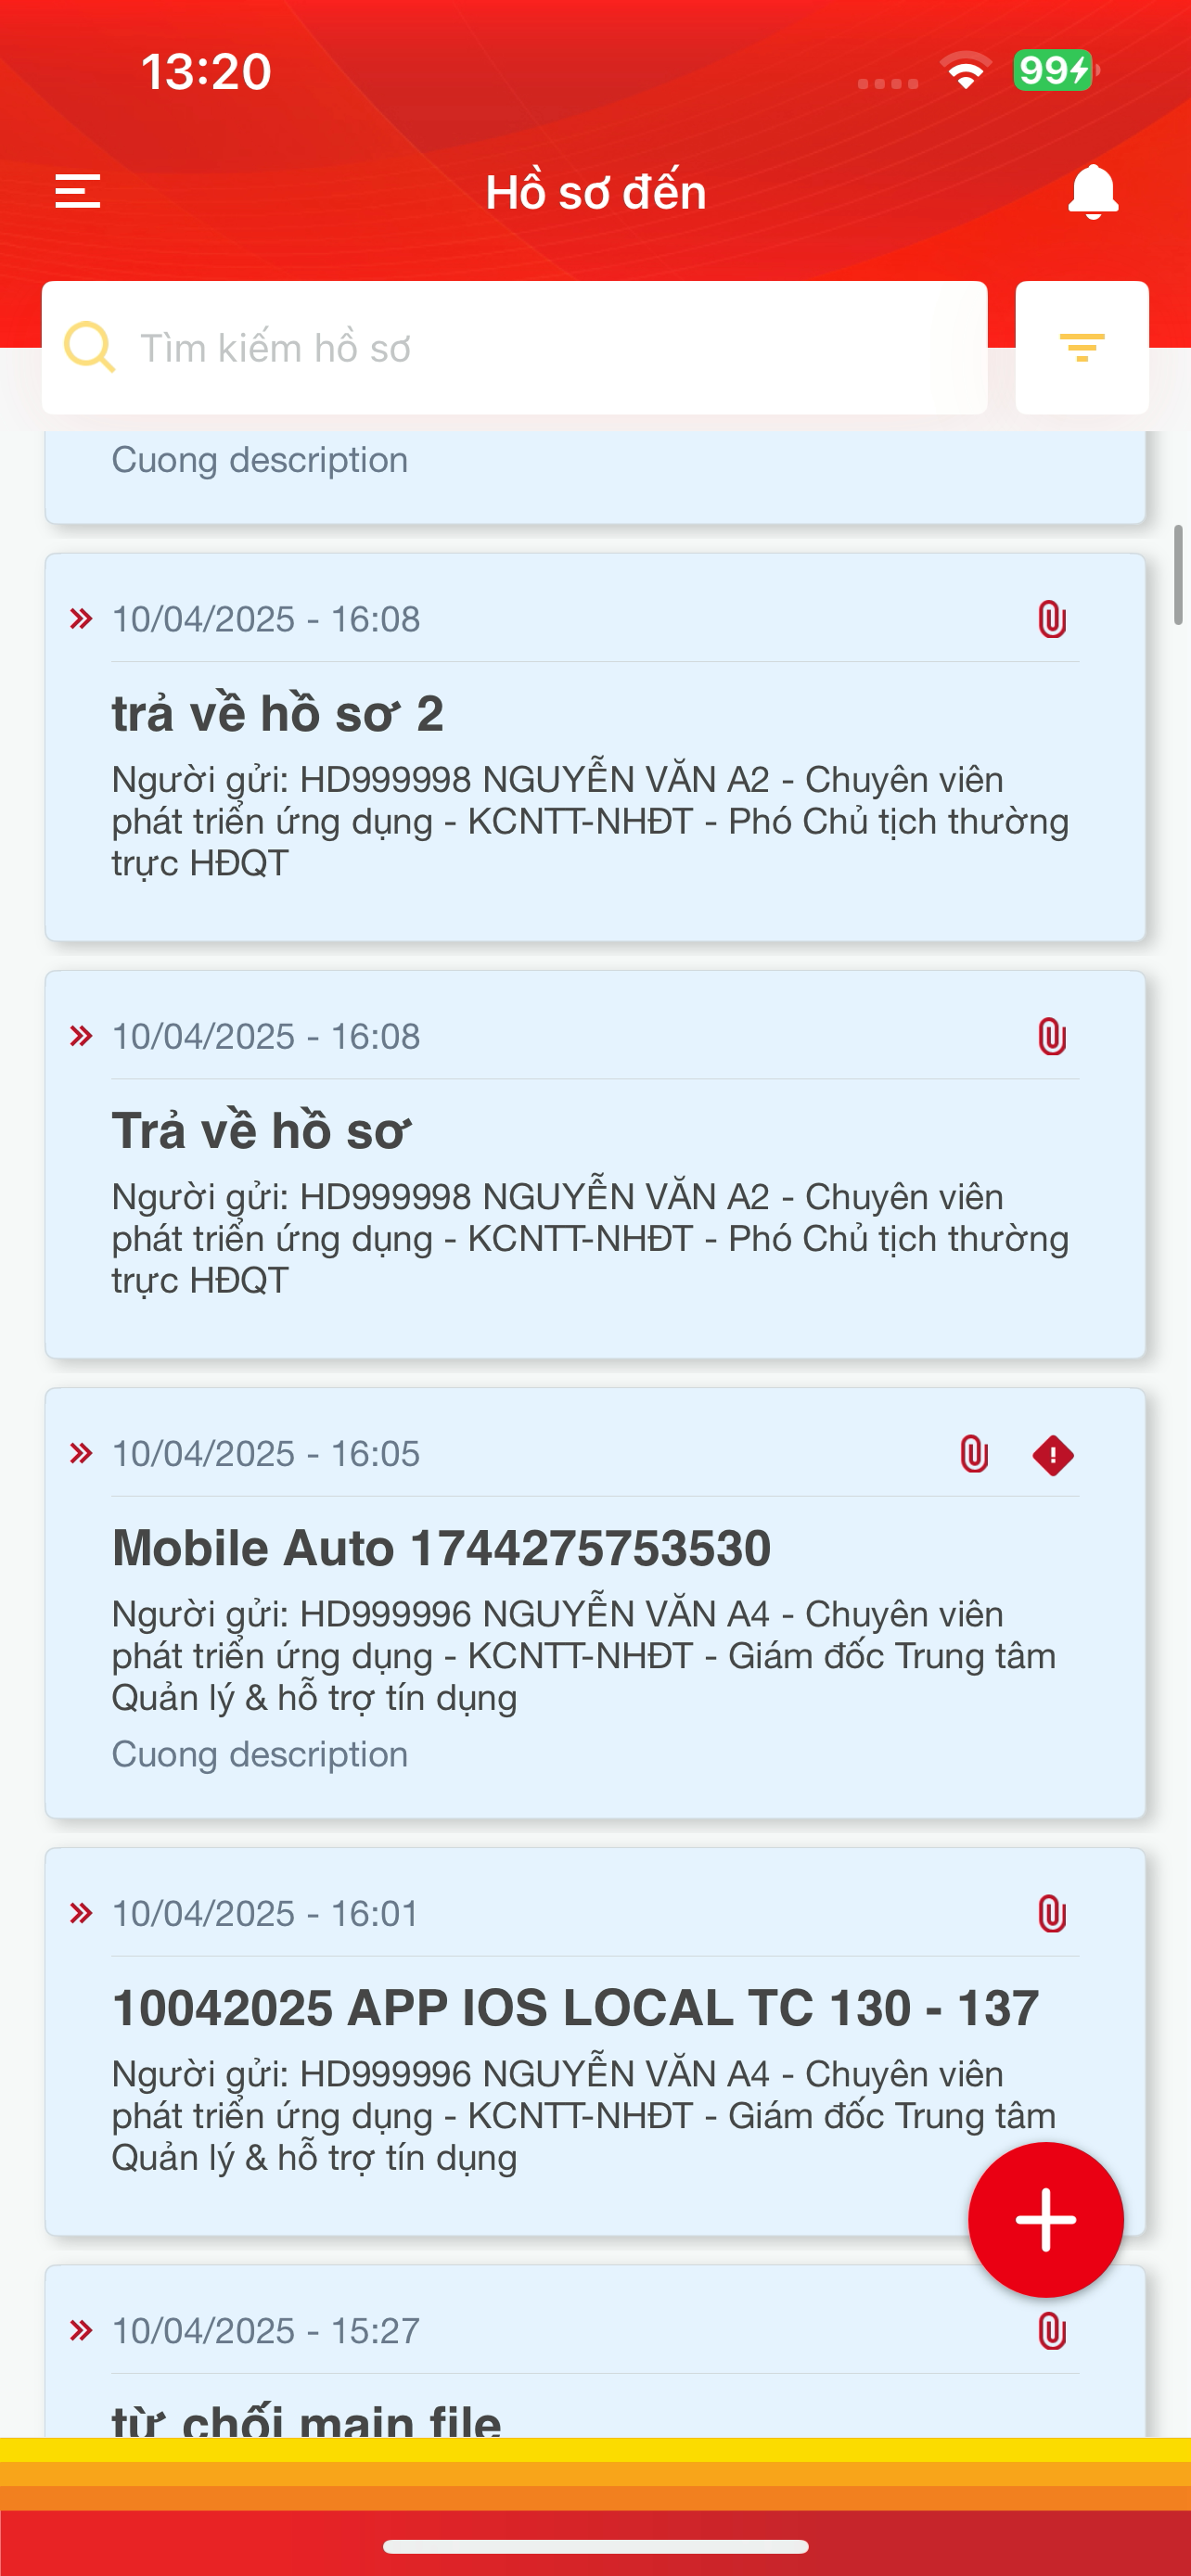 13:20
99
Hồ sơ đến
Tìm kiếm hồ sơ
Cuong description
10/04/2025 - 16:08
trả về hồ sơ 2
Người gửi: HD999998 NGUYỄN VĂN A2 - Chuyên viên
phát triển ứng dụng - KCNTT-NHĐT - Phó Chủ tịch thường
trực HĐQT
10/04/2025 - 16:08
Trả về hồ sơ
Người gửi: HD999998 NGUYỄN VĂN A2 - Chuyên viên
phát triển ứng dụng - KCNTT-NHĐT - Phó Chủ tịch thường
trực HĐQT
10/04/2025 - 16:05
Mobile Auto 1744275753530
Người gửi: HD999996 NGUYỄN VĂN A4 - Chuyên viên
phát triển ứng dụng - KCNTT-NHĐT - Giám đốc Trung tâm
Quản lý & hỗ trợ tín dụng
Cuong description
10/04/2025 - 16:01
10042025 APP IOS LOCAL TC 130 - 137
Người gửi: HD999996 NGUYỄN VĂN A4 - Chuyên viên
phát triển ứng dụng - KCNTT-NHĐT - Giám đốc Trung tâm
Quản lý & hỗ trợ tín dụng
10/04/2025 - 15:27
từ chối main file